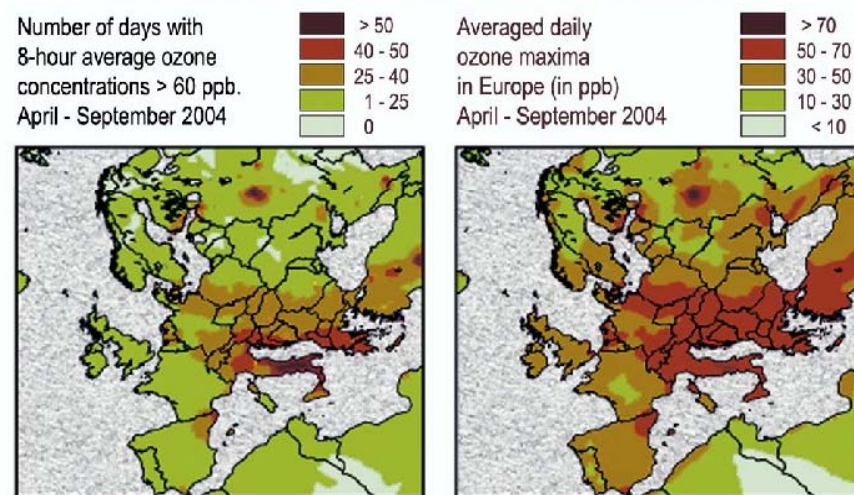 Number of days with
8-hour average ozone
concentrations > 60 ppb.
April - September 2004
> 50
40 - 50
25 - 40
1 - 25
0
Averaged daily
ozone maxima
in Europe (in ppb)
April - September 2004
> 70
50 - 70
30 - 50
10 - 30
< 10